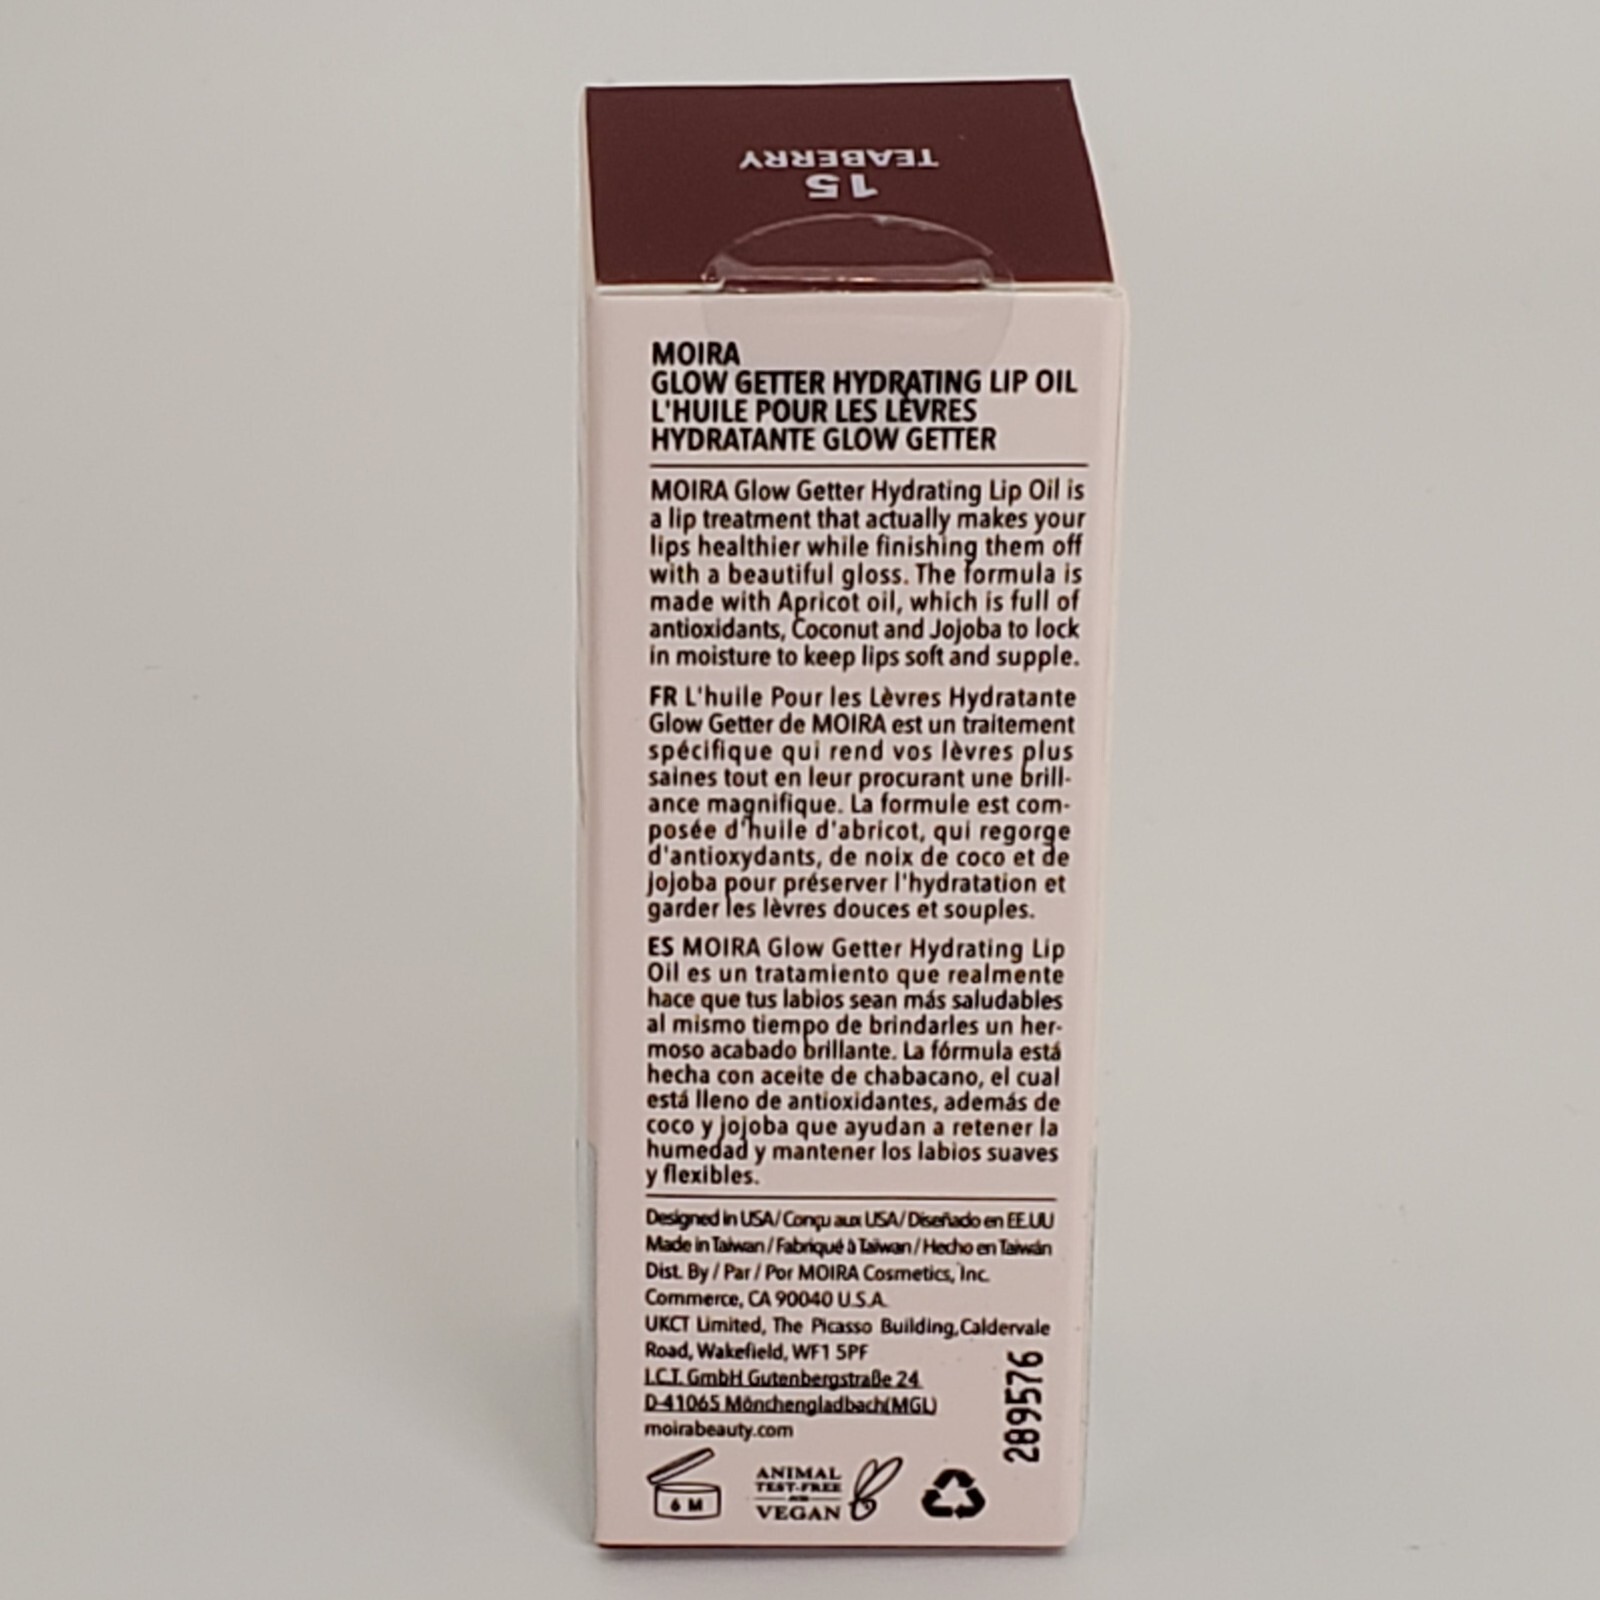 15
TEABERRY
MOIRA
GLOW GETTER HYDRATING LIP OIL
L'HUILE POUR LES LÈVRES
HYDRATANTE GLOW GETTER
MOIRA Glow Getter Hydrating Lip Oil is
a lip treatment that actually makes your
lips healthier while finishing them off
with a beautiful gloss. The formula is
made with Apricot oil, which is full of
antioxidants, Coconut and Jojoba to lock
in moisture to keep lips soft and supple.
FR L'huile Pour les Lèvres Hydratante
Glow Getter de MOIRA est un traitement
spécifique qui rend vos lèvres plus
saines tout en leur procurant une brill-
ance magnifique. La formule est com-
posée d'huile d'abricot, qui regorge
d'antioxydants, de noix de coco et de
jojoba pour préserver l'hydratation et
garder les lèvres douces et souples.
ES MOIRA Glow Getter Hydrating Lip
Oil es un tratamiento que realmente
hace que tus labios sean más saludables
al mismo tiempo de brindarles un her-
moso acabado brillante. La fórmula está
hecha con aceite de chabacano, el cual
está lleno de antioxidantes, además de
coco y jojoba que ayudan a retener la
humedad y mantener los labios suaves
y flexibles.
Designed in USA/Conçu aux USA/Diseñado en EE.UU
Made in Taiwan/Fabriqué à Taiwan/Hecho en Taiwán
Dist. By / Par / Por MOIRA Cosmetics, Inc.
Commerce, CA 90040 U.S.A.
UKCT Limited, The Picasso Building,Caldervale
Road, Wakefield, WF1 5PF
I.C.T. GmbH Gutenbergstraße 24
D-41065 Mönchengladbach(MGL)
moirabeauty.com
289576
6 M
ANIMAL
TEST-FREE
AND
VEGAN